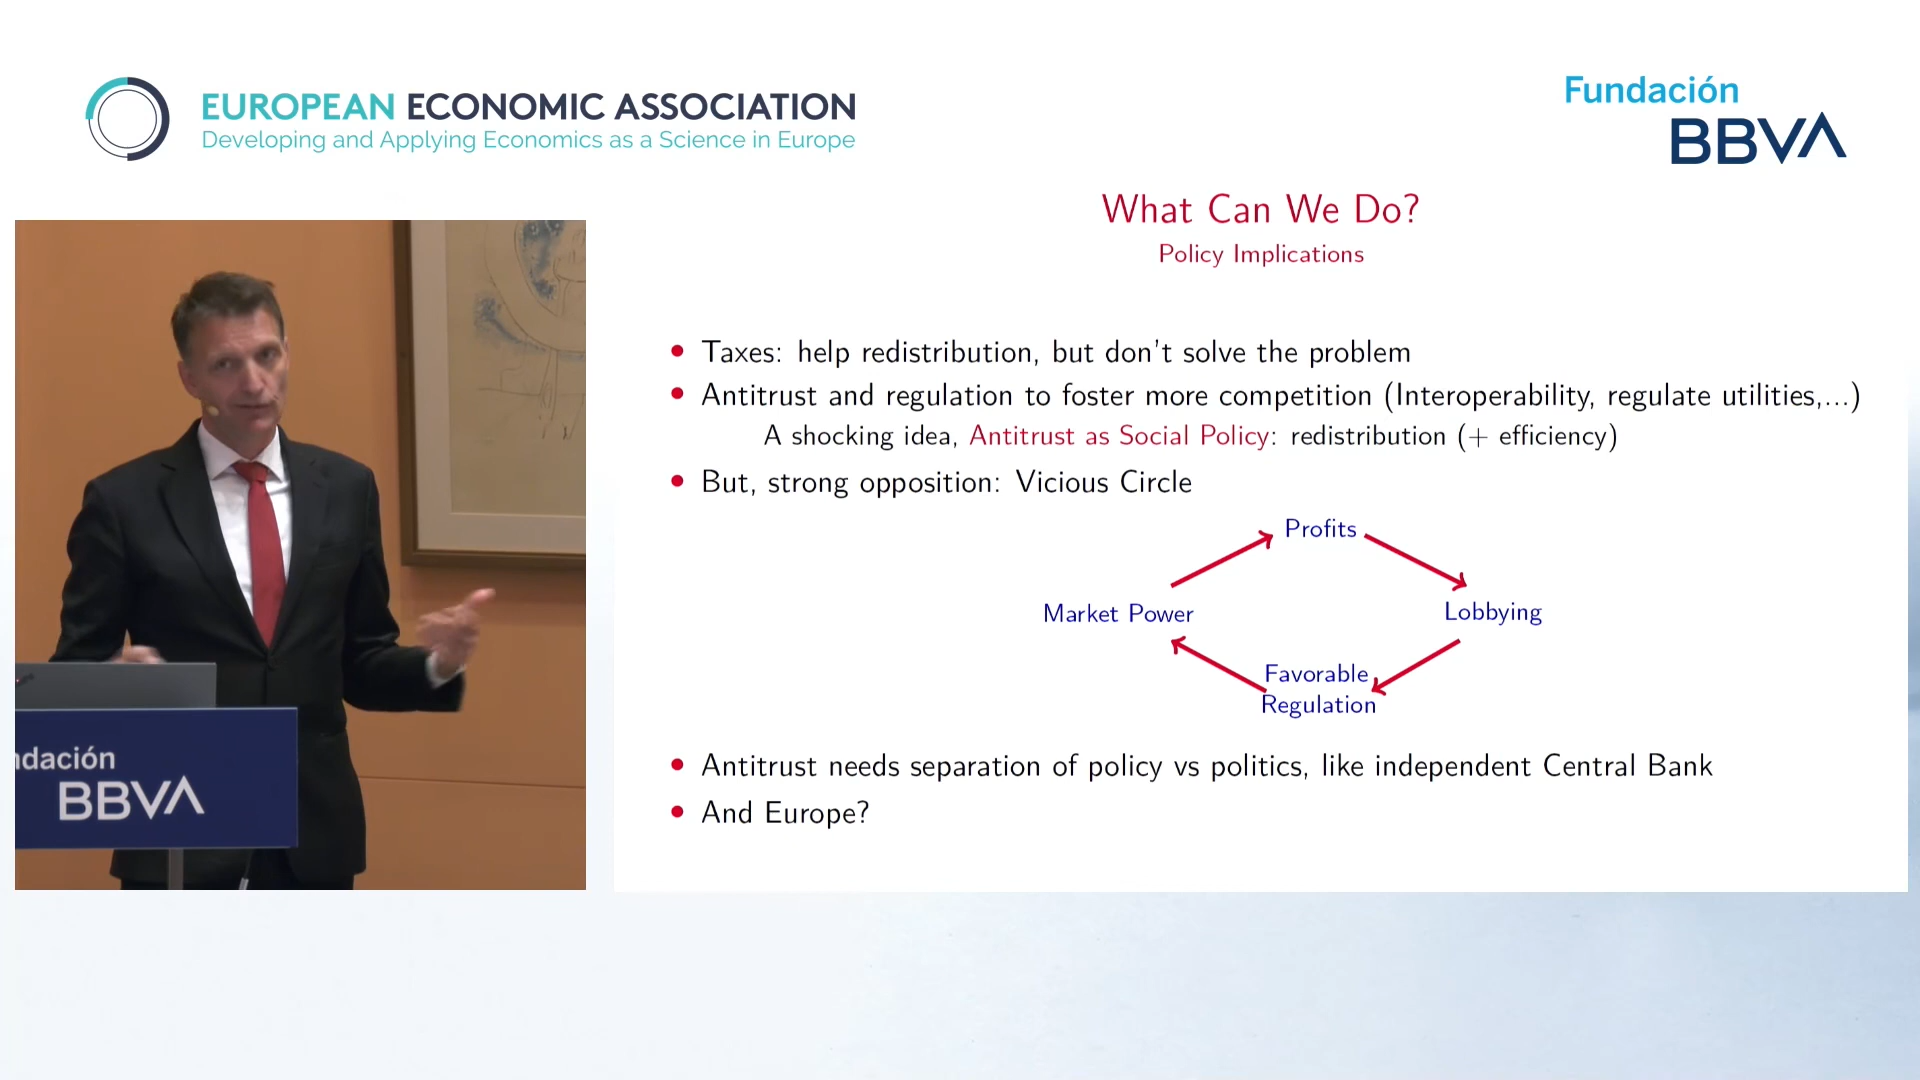 EUROPEAN ECONOMIC ASSOCIATION
Developing and Applying Economics as a Science in Europe
Fundación
BBVA
What Can We Do?
Policy Implications
• Taxes: help redistribution, but don't solve the problem
• Antitrust and regulation to foster more competition (Interoperability, regulate utilities,...)
A shocking idea, Antitrust as Social Policy: redistribution (+ efficiency)
• But, strong opposition: Vicious Circle
Profits
Market Power
Lobbying
Favorable
Regulation
• Antitrust needs separation of policy vs politics, like independent Central Bank
• And Europe?
ndación
BBVA